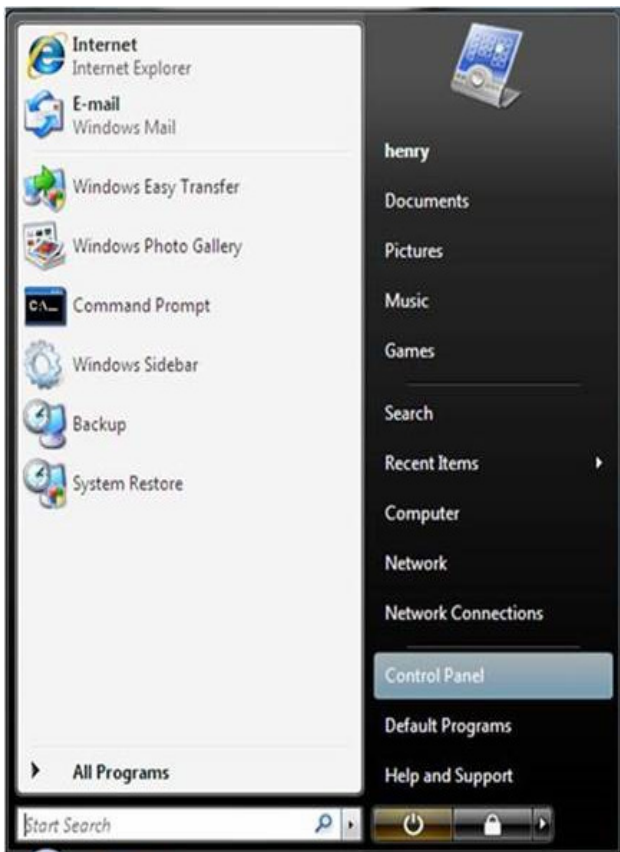 Internet
Internet Explorer
E-mail
Windows Mail
Windows Easy Transfer
Windows Photo Gallery
C:\_
Command Prompt
Windows Sidebar
Backup
System Restore
All Programs
Start Search
henry
Documents
Pictures
Music
Games
Search
Recent Items
Computer
Network
Network Connections
Control Panel
Default Programs
Help and Support